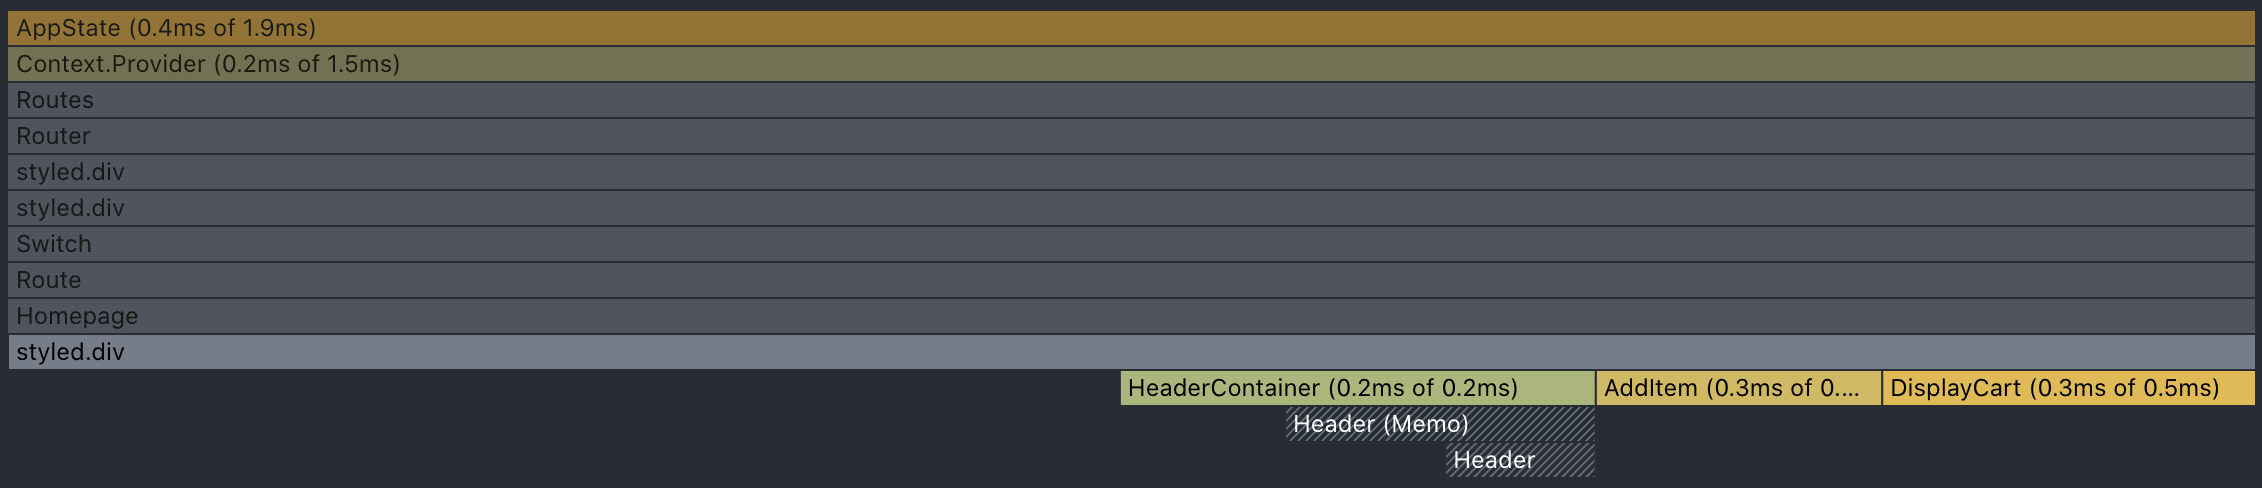 AppState (0.4ms of 1.9ms)
Context.Provider (0.2ms of 1.5ms)
Routes
Router
styled.div
styled.div
Switch
Route
Homepage
styled.div
HeaderContainer (0.2ms of 0.2ms) AddItem (0.3ms of 0.... DisplayCart (0.3ms of 0.5ms)
Header (Memo)
Header